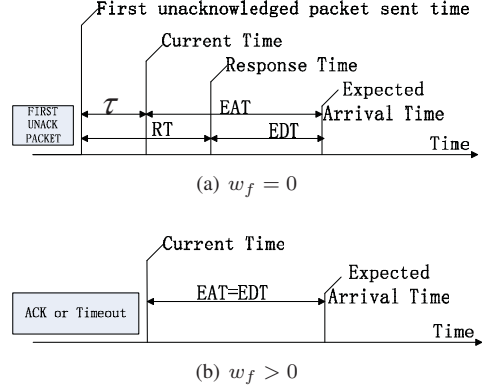 First unacknowledged packet sent time
Current Time
Response Time
Expected
Arrival Time
FIRST
UNACK
PACKET
τ
EAT
RT
EDT
Time
(a) w_f = 0
Current Time
Expected
Arrival Time
ACK or Timeout
EAT=EDT
Time
(b) w_f > 0